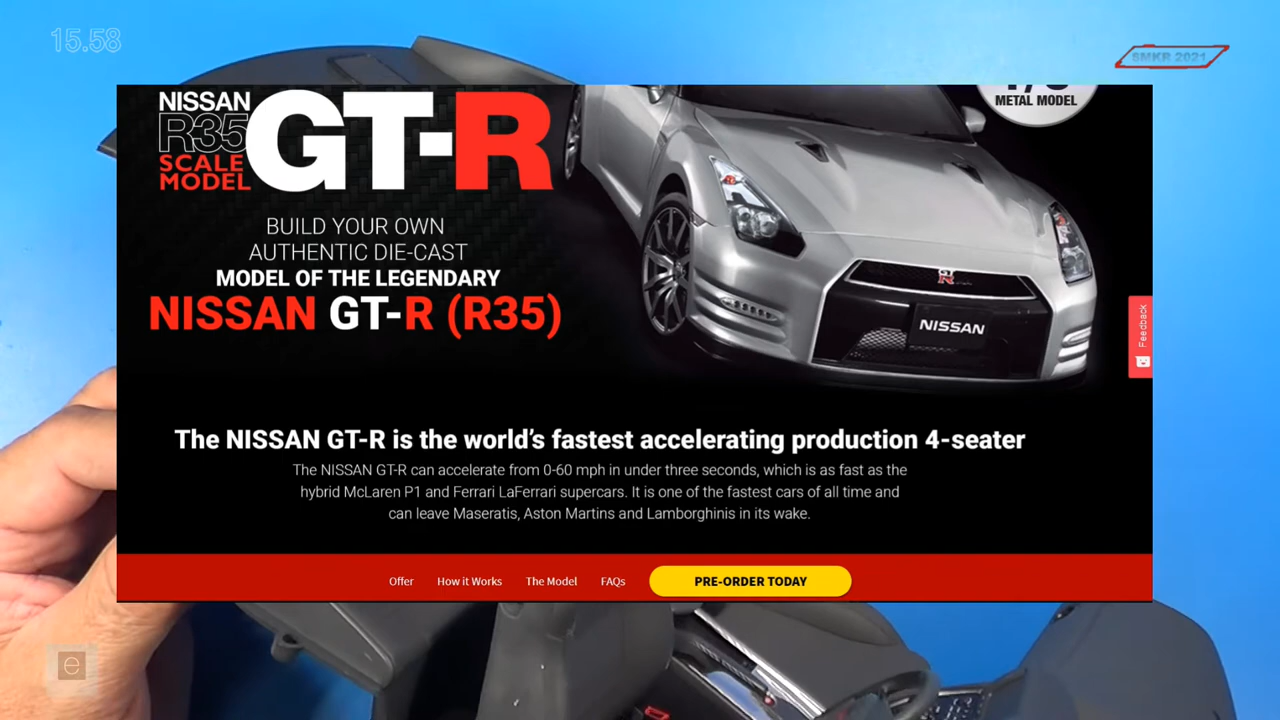 15.58
SMKR 2021
METAL MODEL
NISSAN
R35
SCALE
MODEL
GT-R
BUILD YOUR OWN
AUTHENTIC DIE-CAST
MODEL OF THE LEGENDARY
NISSAN GT-R (R35)
GT R
NISSAN
Feedback
The NISSAN GT-R is the world's fastest accelerating production 4-seater
The NISSAN GT-R can accelerate from 0-60 mph in under three seconds, which is as fast as the
hybrid McLaren P1 and Ferrari LaFerrari supercars. It is one of the fastest cars of all time and
can leave Maseratis, Aston Martins and Lamborghinis in its wake.
Offer
How it Works
The Model
FAQs
PRE-ORDER TODAY
e